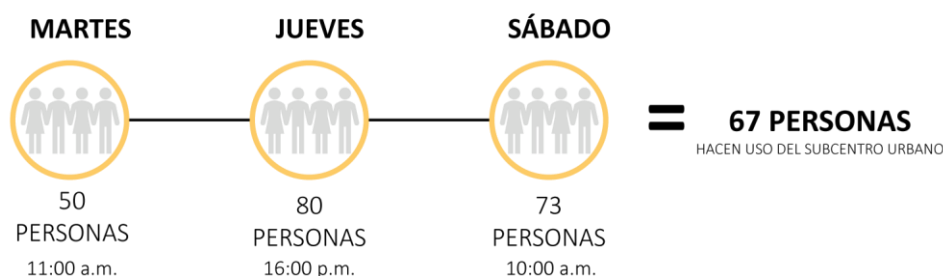 MARTES
JUEVES
SÁBADO
= 67 PERSONAS
HACEN USO DEL SUBCENTRO URBANO
50
PERSONAS
11:00 a.m.
80
PERSONAS
16:00 p.m.
73
PERSONAS
10:00 a.m.